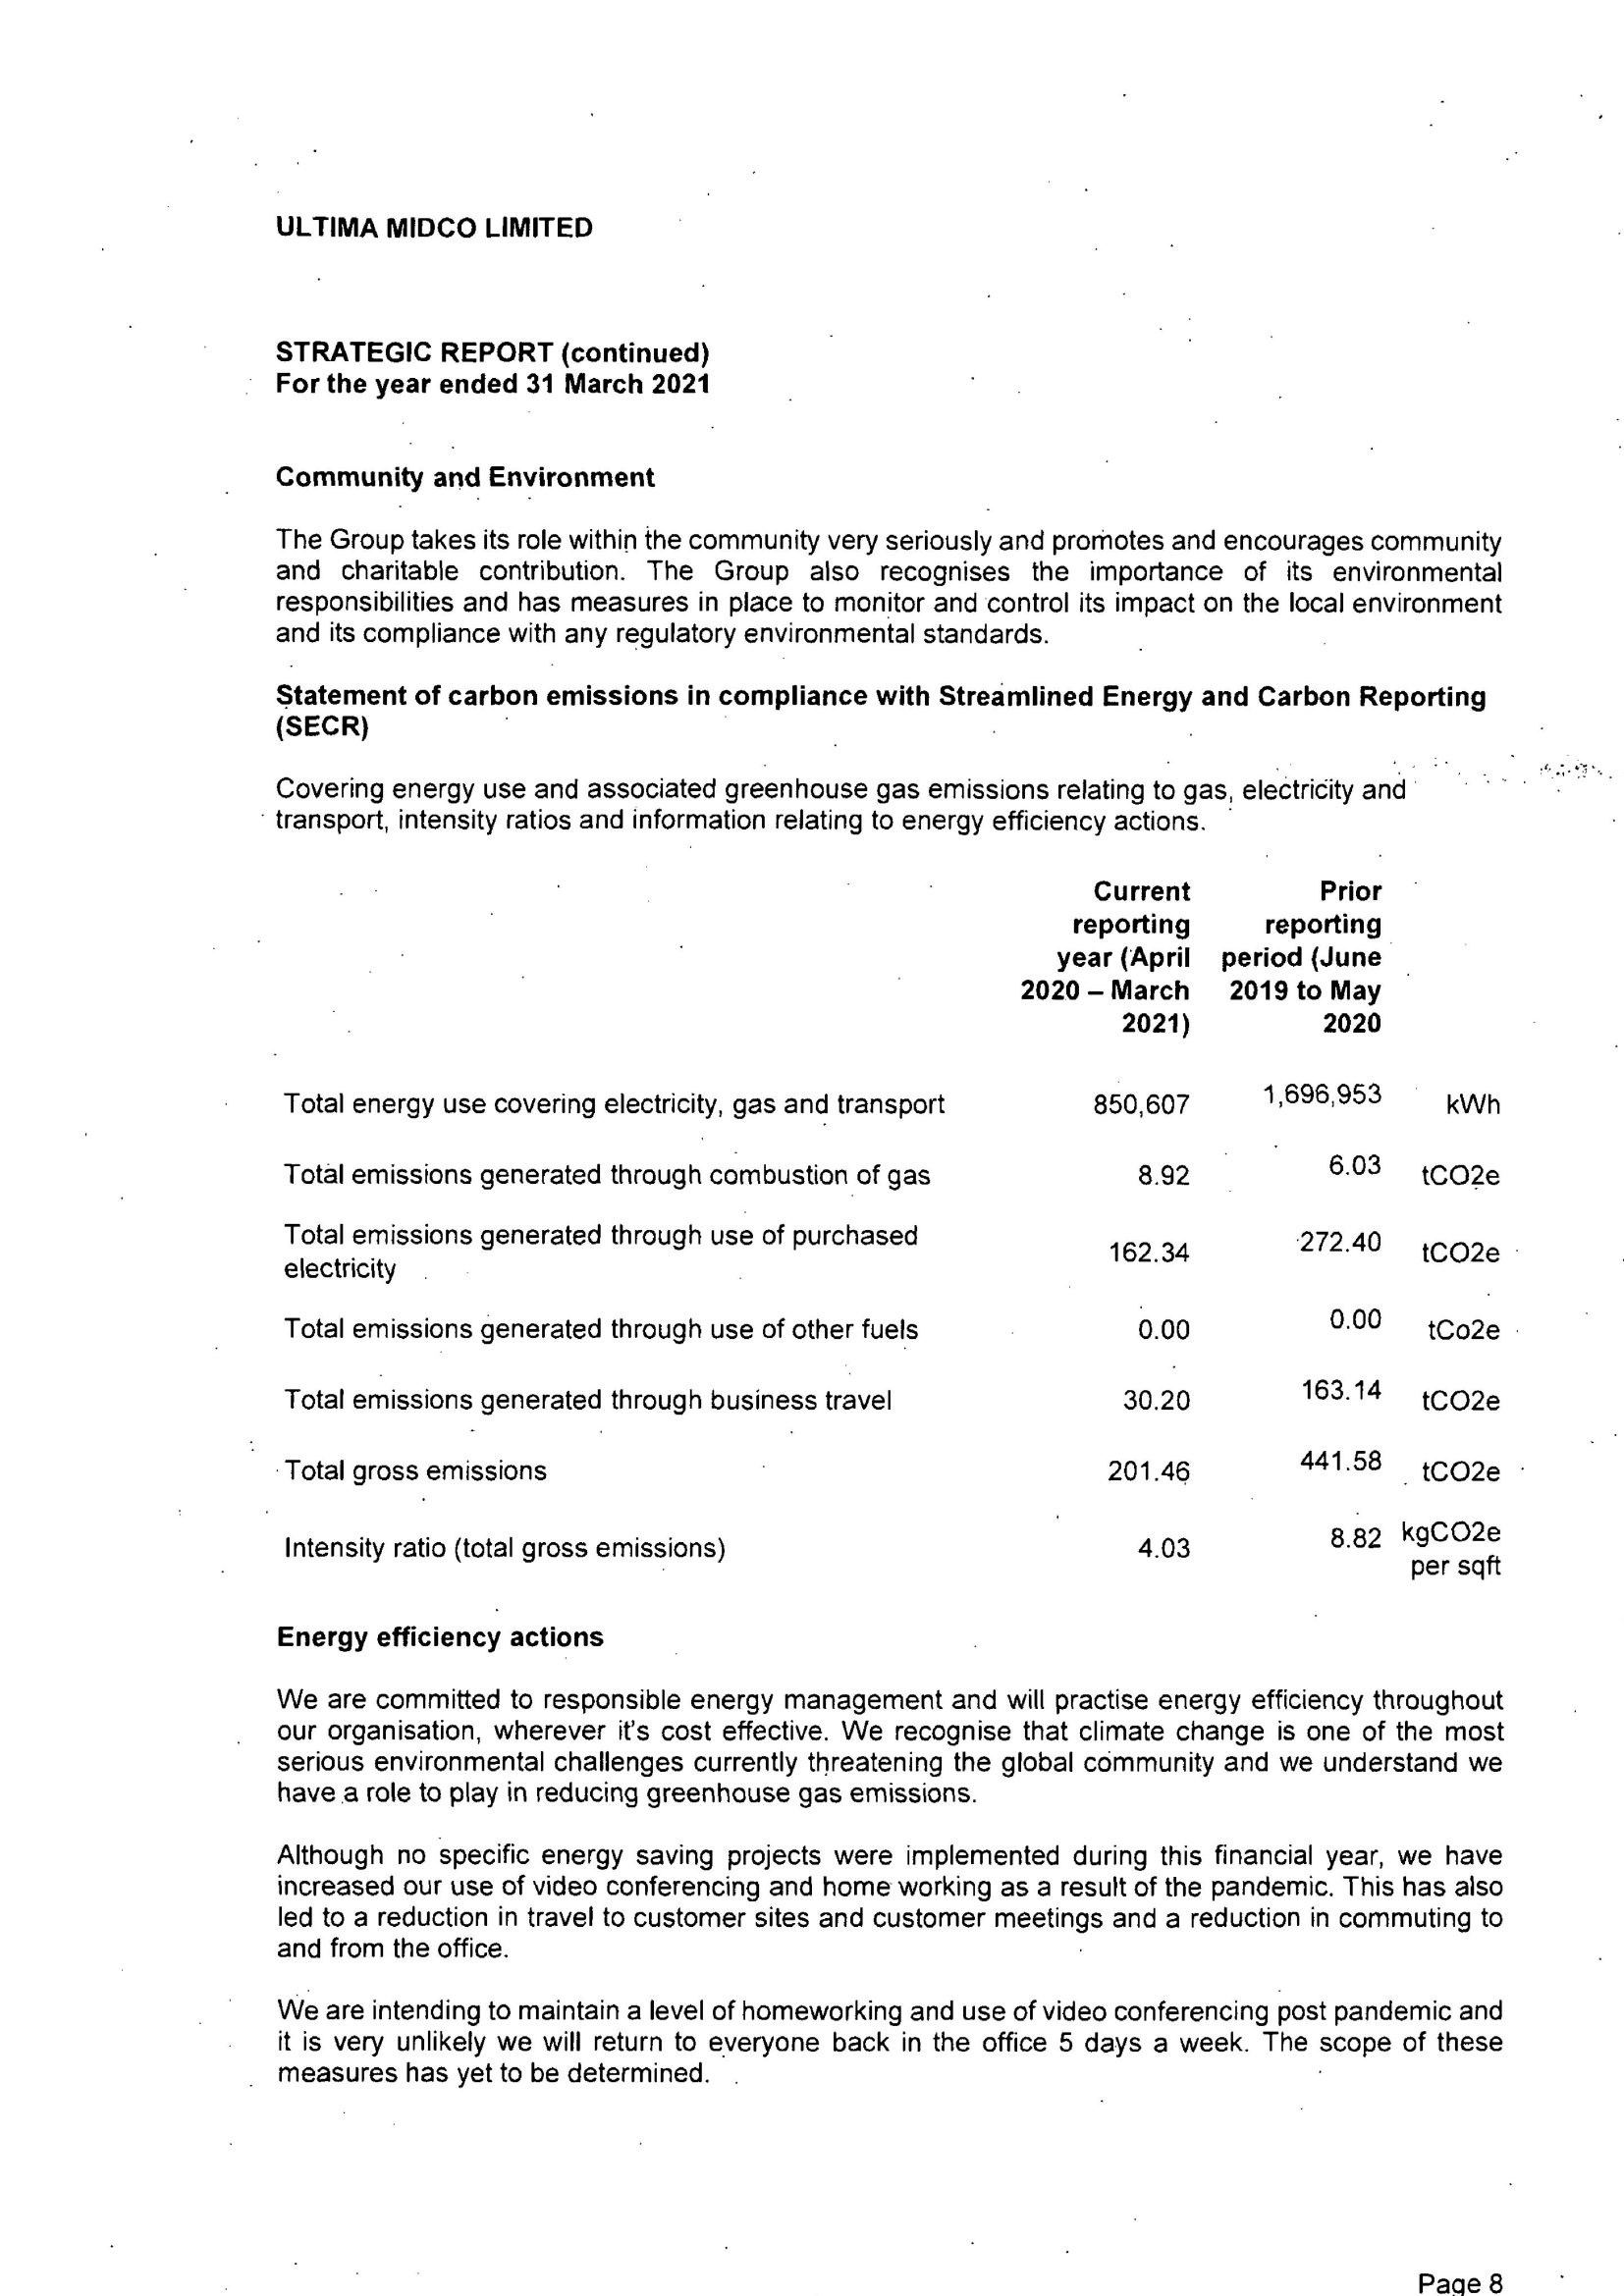 ULTIMA MIDCO LIMITED
STRATEGIC REPORT (continued)
For the year ended 31 March 2021
Community and Environment
The Group takes its role within the community very seriously and promotes and encourages community
and charitable contribution. The Group also recognises the importance of its environmental
responsibilities and has measures in place to monitor and control its impact on the local environment
and its compliance with any regulatory environmental standards.
Statement of carbon emissions in compliance with Streamlined Energy and Carbon Reporting
(SECR)
Covering energy use and associated greenhouse gas emissions relating to gas, electricity and
transport, intensity ratios and information relating to energy efficiency actions.
Current Prior
reporting reporting
year (April period (June
2020 – March 2019 to May
2021) 2020
Total energy use covering electricity, gas and transport 850,607 1,696,953 kWh
Total emissions generated through combustion of gas 8.92 6.03 tCO2e
Total emissions generated through use of purchased
electricity 162.34 272.40 tCO2e
Total emissions generated through use of other fuels 0.00 0.00 tCo2e
Total emissions generated through business travel 30.20 163.14 tCO2e
Total gross emissions 201.46 441.58 tCO2e
Intensity ratio (total gross emissions) 4.03 8.82 kgCO2e
per sqft
Energy efficiency actions
We are committed to responsible energy management and will practise energy efficiency throughout
our organisation, wherever it's cost effective. We recognise that climate change is one of the most
serious environmental challenges currently threatening the global community and we understand we
have a role to play in reducing greenhouse gas emissions.
Although no specific energy saving projects were implemented during this financial year, we have
increased our use of video conferencing and home working as a result of the pandemic. This has also
led to a reduction in travel to customer sites and customer meetings and a reduction in commuting to
and from the office.
We are intending to maintain a level of homeworking and use of video conferencing post pandemic and
it is very unlikely we will return to everyone back in the office 5 days a week. The scope of these
measures has yet to be determined.
Page 8